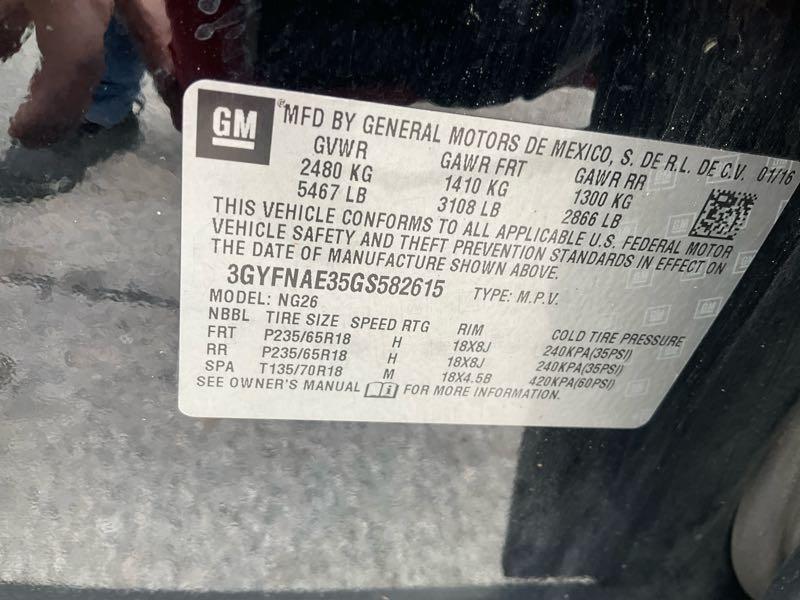 GM
®MFD BY GENERAL MOTORS DE MEXICO, S. DE R.L. DE C.V. 01/16
GVWR GAWR FRT GAWR RR
2480 KG 1410 KG 1300 KG
5467 LB 3108 LB 2866 LB
THIS VEHICLE CONFORMS TO ALL APPLICABLE U.S. FEDERAL MOTOR
VEHICLE SAFETY AND THEFT PREVENTION STANDARDS IN EFFECT ON
THE DATE OF MANUFACTURE SHOWN ABOVE.
3GYFNAE35GS582615 TYPE: M.P.V.
MODEL: NG26
NBBL TIRE SIZE SPEED RTG RIM COLD TIRE PRESSURE
FRT P235/65R18 H 18X8J 240KPA(35PSI)
RR P235/65R18 H 18X8J 240KPA(35PSI)
SPA T135/70R18 M 18X4.5B 420KPA(60PSI)
SEE OWNER'S MANUAL FOR MORE INFORMATION.